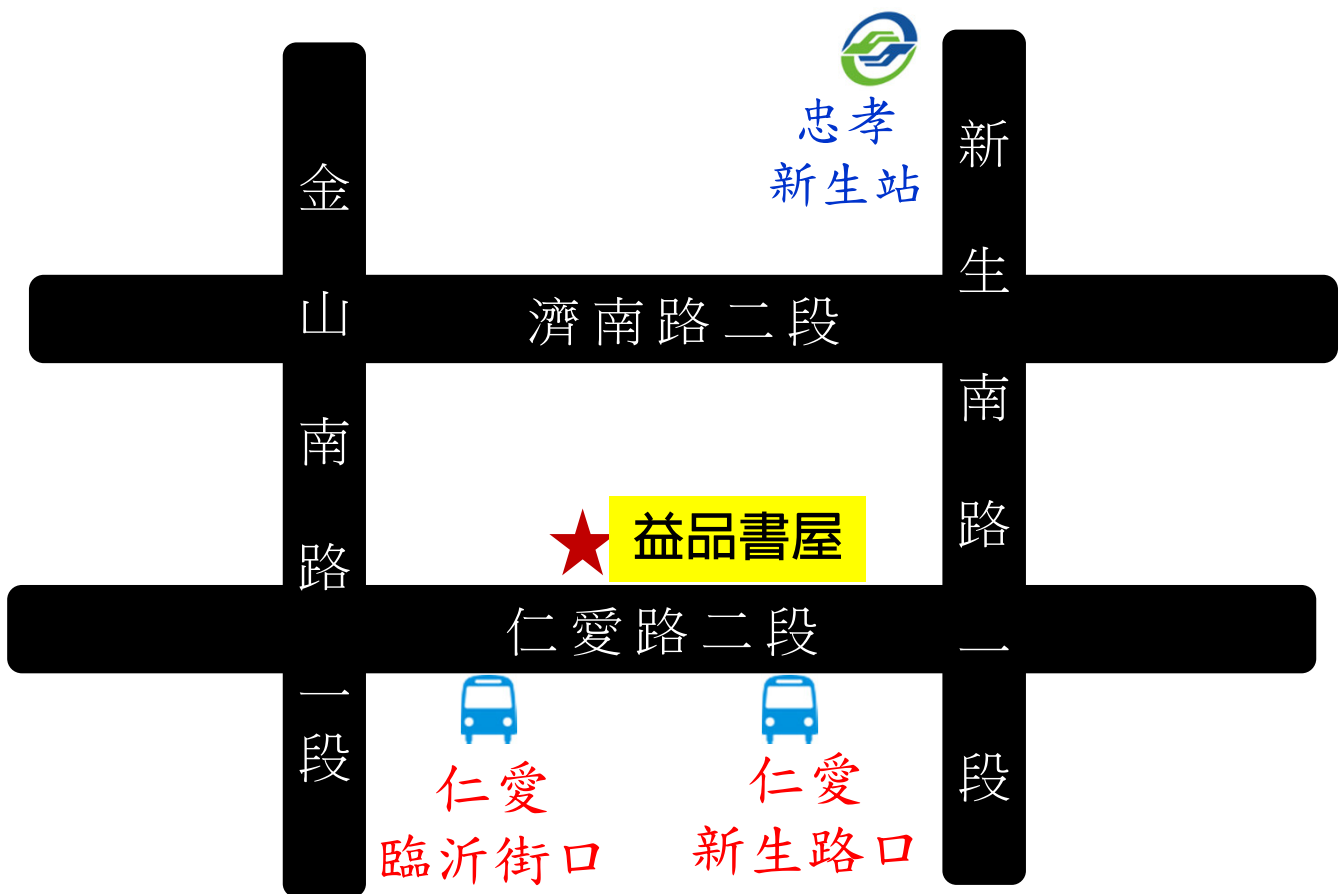 忠孝
新生站
金山南路一段
新生南路一段
濟南路二段
益品書屋
仁愛路二段
仁愛
臨沂街口
仁愛
新生路口